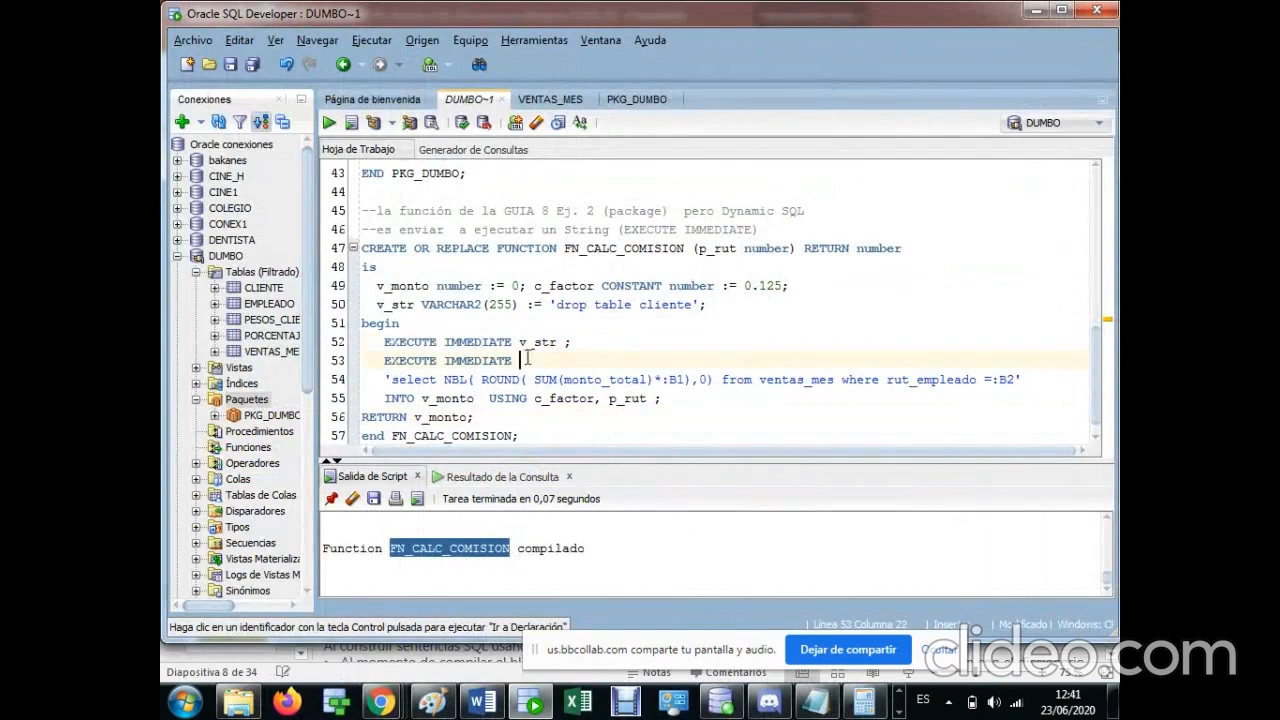 Oracle SQL Developer : DUMBO~1
Archivo Editar Ver Navegar Ejecutar Origen Equipo Herramientas Ventana Ayuda
Conexiones
Página de bienvenida DUMBO~1 VENTAS_MES PKG_DUMBO
DUMBO
Hoja de Trabajo Generador de Consultas
Oracle conexiones
bakanes
CINE_H
CINE1
COLEGIO
CONEX1
DENTISTA
DUMBO
Tablas (Filtrado)
CLIENTE
EMPLEADO
PESOS_CLIE
PORCENTAJ
VENTAS_ME
Vistas
Índices
Paquetes
PKG_DUMBO
Procedimientos
Funciones
Operadores
Colas
Tablas de Colas
Disparadores
Tipos
Secuencias
Vistas Materializa
Logs de Vistas M
Sinónimos
43 END PKG_DUMBO;
44
45 --la función de la GUIA 8 Ej. 2 (package)  pero Dynamic SQL
46 --es enviar  a ejecutar un String (EXECUTE IMMEDIATE)
47 CREATE OR REPLACE FUNCTION FN_CALC_COMISION (p_rut number) RETURN number
48 is
49 v_monto number := 0; c_factor CONSTANT number := 0.125;
50 v_str VARCHAR2(255) := 'drop table cliente';
51 begin
52 EXECUTE IMMEDIATE v_str ;
53 EXECUTE IMMEDIATE
54 'select NBL( ROUND( SUM(monto_total)*:B1),0) from ventas_mes where rut_empleado =:B2'
55 INTO v_monto  USING c_factor, p_rut ;
56 RETURN v_monto;
57 end FN_CALC_COMISION;
Salida de Script Resultado de la Consulta
Tarea terminada en 0,07 segundos
Function FN_CALC_COMISION compilado
Haga clic en un identificador con la tecla Control pulsada para ejecutar "Ir a Declaración"
Línea 53 Columna 22 Modificado Windows:
us.bbcollab.com comparte tu pantalla y audio. Dejar de compartir Ocultar
Al construir sentencias SQL
Diapositiva 8 de 34 Notas Comentarios
clideo.com
ES 12:41
23/06/2020